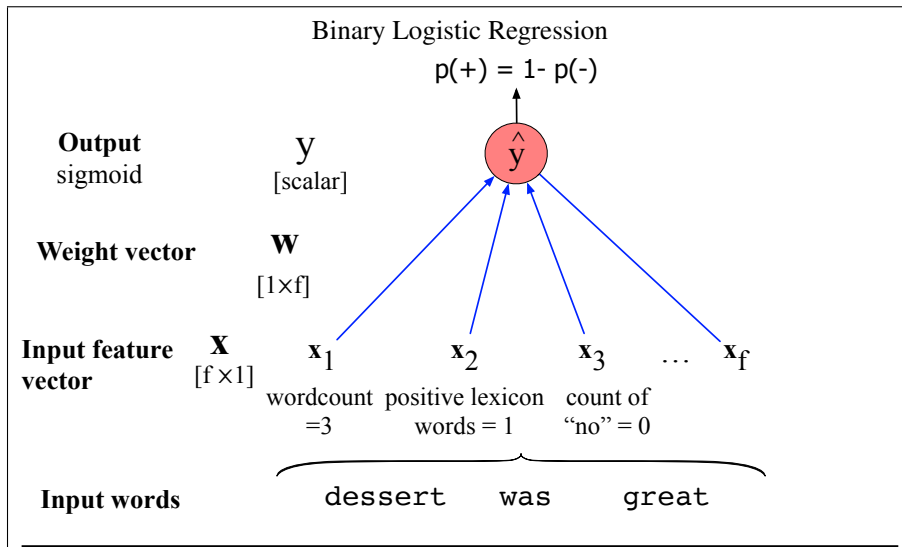 Binary Logistic Regression
p(+) = 1- p(-)
Output
sigmoid
y
[scalar]
ŷ
Weight vector
w
[1×f]
Input feature
vector
x
[f ×1]
x1
x2
x3
…
xf
wordcount
=3
positive lexicon
words = 1
count of
“no” = 0
Input words
dessert was great